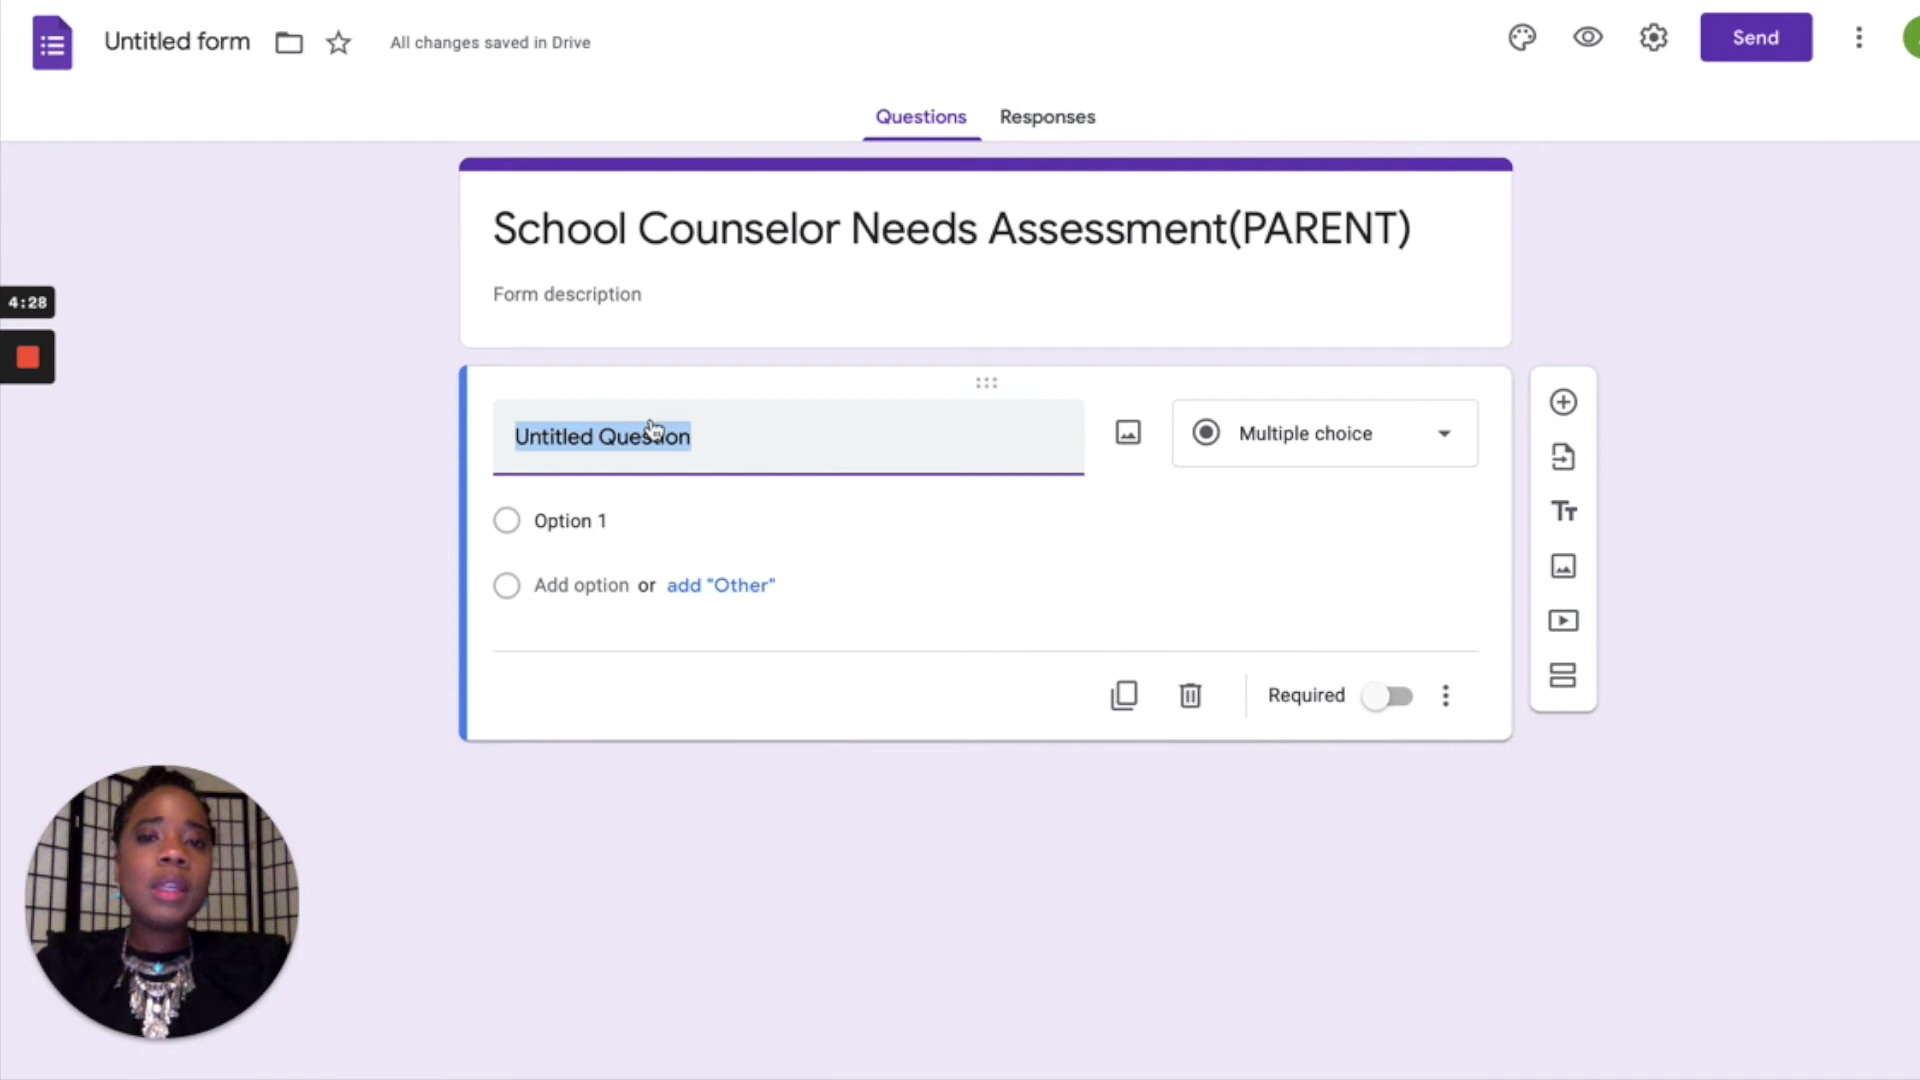 Untitled form
All changes saved in Drive
Send
Questions
Responses
School Counselor Needs Assessment(PARENT)
Form description
4:28
Untitled Question
Multiple choice
Option 1
Add option or add "Other"
Tт
Required